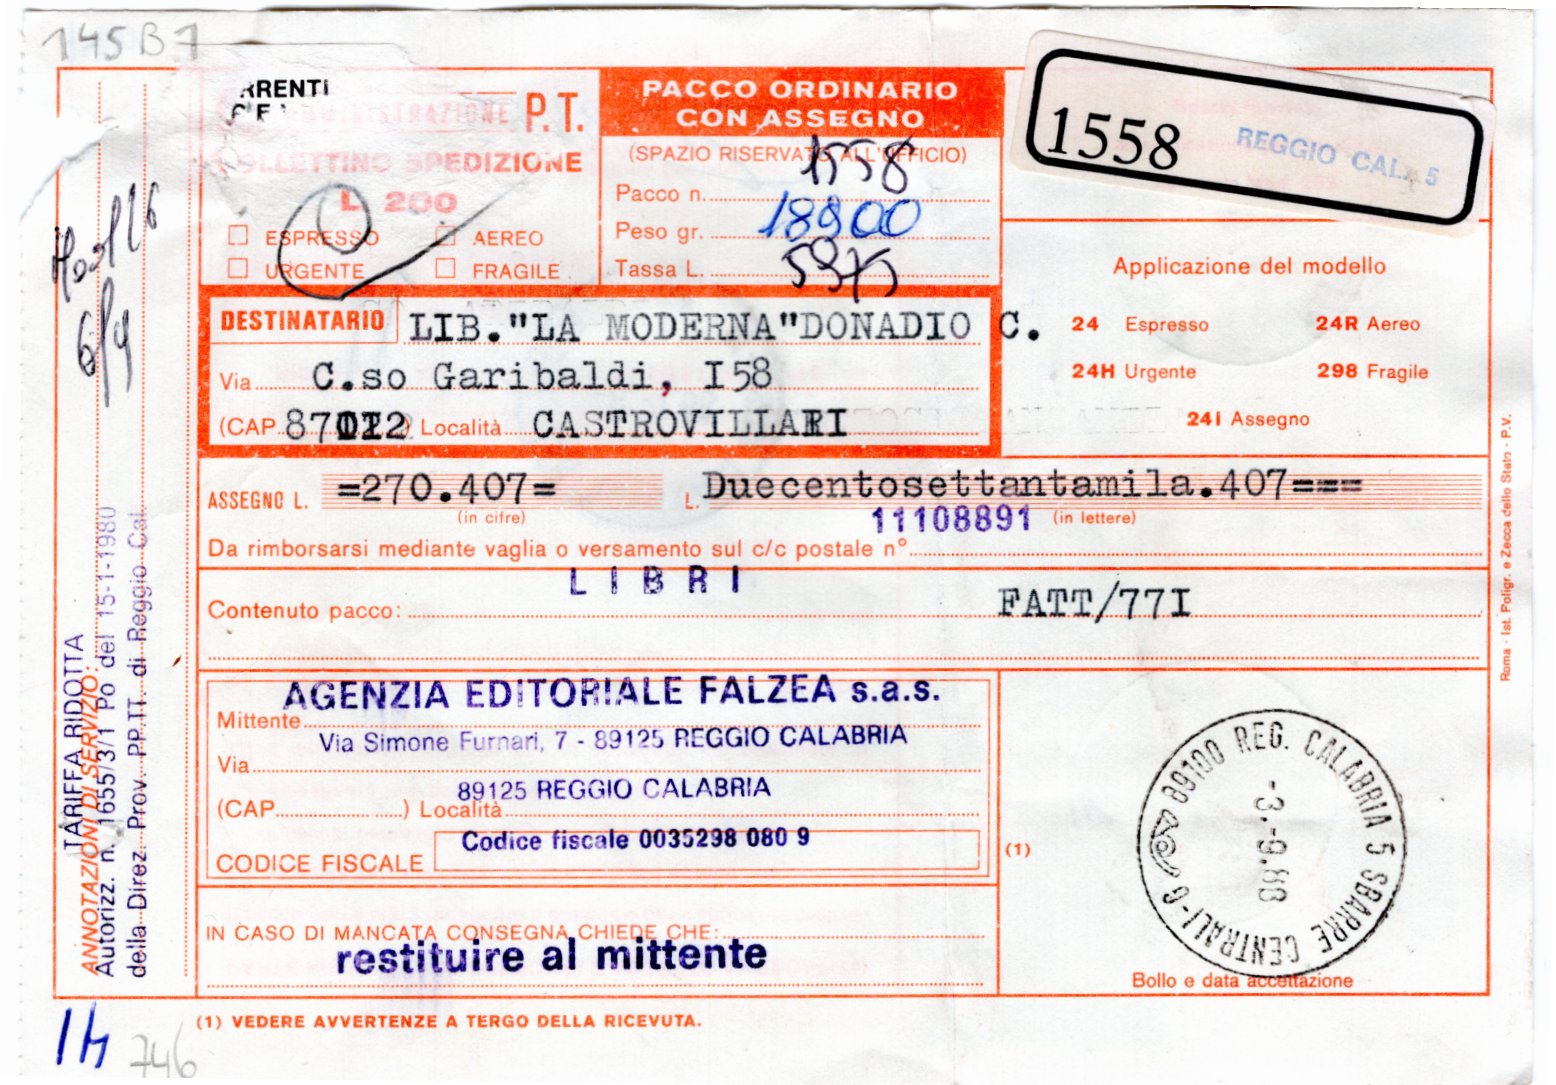 145 B 7
RRENTI
P.T.
BOLLETTINO SPEDIZIONE
L. 200
ESPRESSO
AEREO
URGENTE
FRAGILE
PACCO ORDINARIO
CON ASSEGNO
(SPAZIO RISERVATO ALL'UFFICIO)
1558
Pacco n.
Peso gr. 18900
Tassa L. 5975
1558 REGGIO CAL. 5
Applicazione del modello
24 Espresso
24R Aereo
24H Urgente
298 Fragile
24I Assegno
DESTINATARIO LIB."LA MODERNA"DONADIO C.
Via C.so Garibaldi, I58
(CAP 87012) Località CASTROVILLARI
ASSEGNO L. =270.407= L. Duecentosettantamila.407===
(in cifre)
(in lettere)
11108891
Da rimborsarsi mediante vaglia o versamento sul c/c postale n°
LIBRI
Contenuto pacco: FATT/77I
AGENZIA EDITORIALE FALZEA s.a.s.
Mittente
Via Simone Furnari, 7 - 89125 REGGIO CALABRIA
Via
89125 REGGIO CALABRIA
(CAP ) Località
Codice fiscale 0035298 080 9
CODICE FISCALE
(1)
IN CASO DI MANCATA CONSEGNA CHIEDE CHE:
restituire al mittente
89100 REG. CALABRIA 5 SBARRE CENTRALI-G
-3.-9.88
Bollo e data accettazione
(1) VEDERE AVVERTENZE A TERGO DELLA RICEVUTA.
TARIFFA RIDOTTA
ANNOTAZIONI DI SERVIZIO:
Autorizz. n. 1655/3/1 Po del 15-1-1980
della Direz. Prov. PP.TT. di Reggio Cal.
6/9
14
746
Roma - Ist. Poligr. e Zecca dello Stato - P.V.